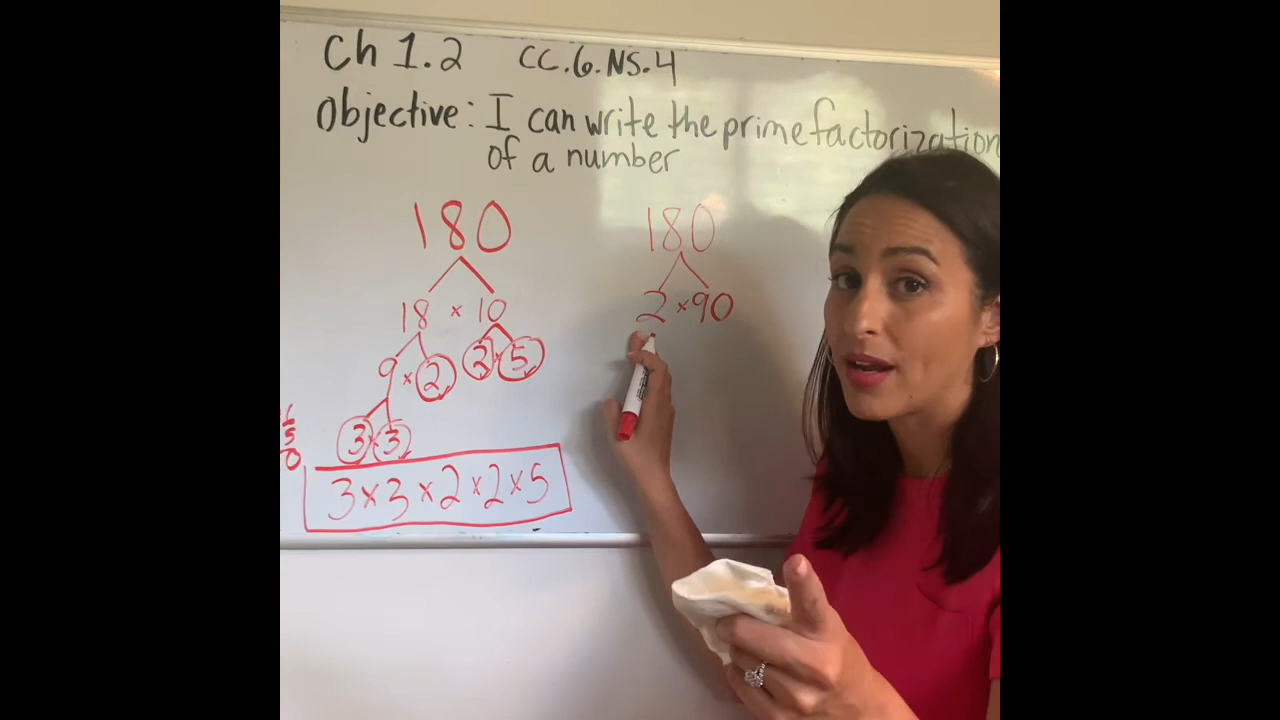 Ch 1.2 CC.6.NS.4
Objective: I can write the prime factorization
of a number
180
18 × 10
9 × 2 2 · 5
3 · 3
3 × 3 × 2 × 2 × 5
180
2 × 90